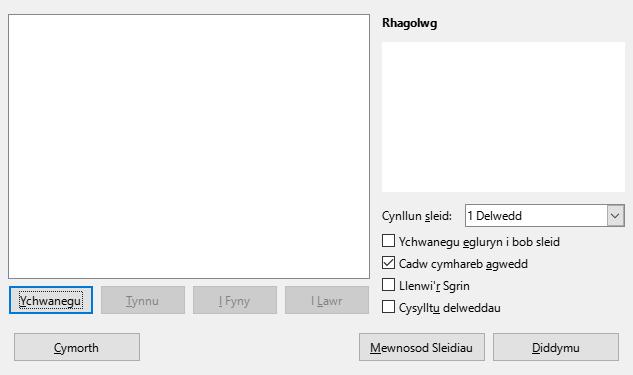 Rhagolwg
Cynllun sleid: 1 Delwedd
Ychwanegu egluryn i bob sleid
Cadw cymhareb agwedd
Llenwi'r Sgrin
Cysylltu delweddau
Ychwanegu Tynnu I Fyny I Lawr
Cymorth Mewnosod Sleidiau Diddymu